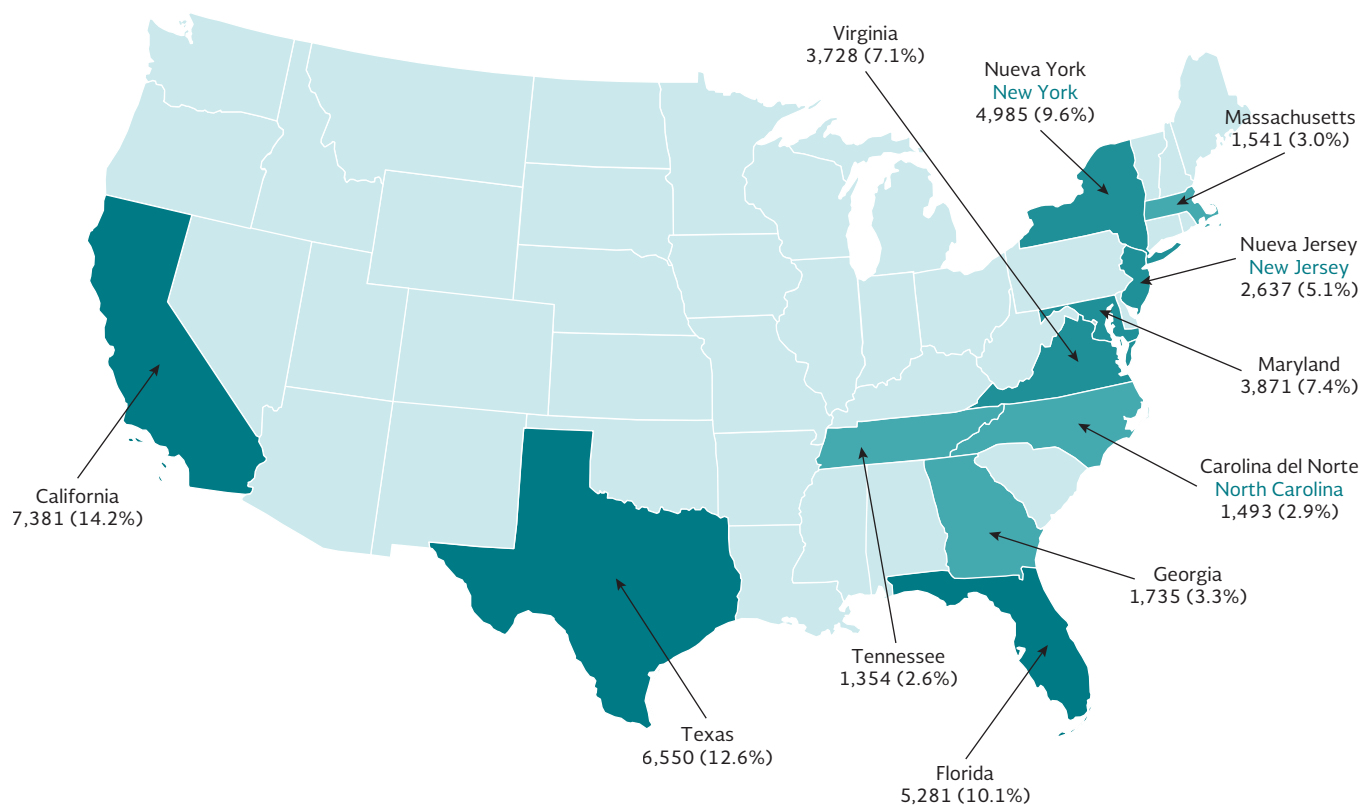 Virginia
3,728 (7.1%)
Nueva York
New York
4,985 (9.6%)
Massachusetts
1,541 (3.0%)
Nueva Jersey
New Jersey
2,637 (5.1%)
Maryland
3,871 (7.4%)
Carolina del Norte
North Carolina
1,493 (2.9%)
California
7,381 (14.2%)
Georgia
1,735 (3.3%)
Tennessee
1,354 (2.6%)
Texas
6,550 (12.6%)
Florida
5,281 (10.1%)